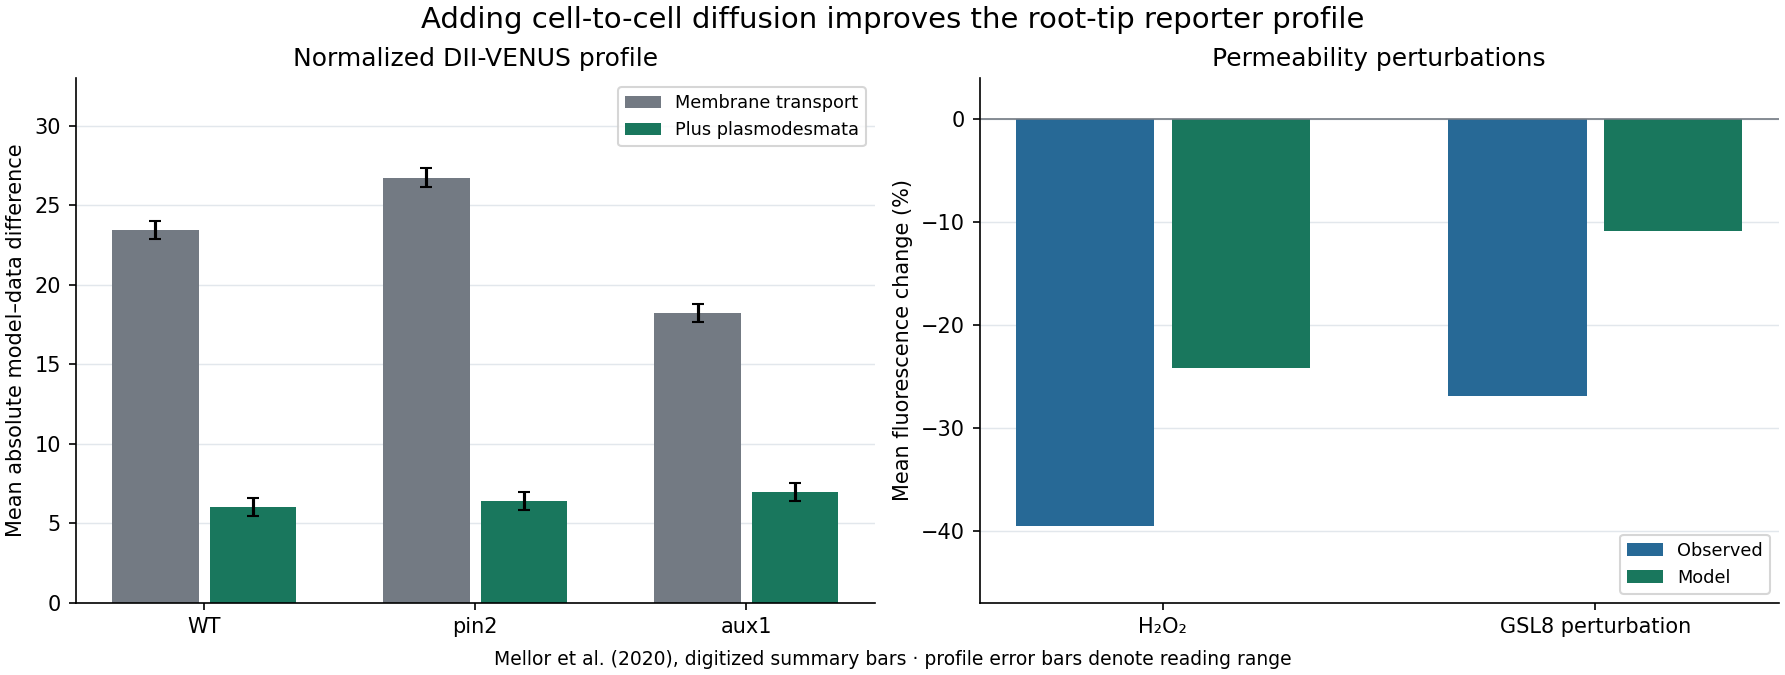 Adding cell-to-cell diffusion improves the root-tip reporter profile
Normalized DII-VENUS profile
Mean absolute model–data difference
30
25
20
15
10
5
0
Membrane transport
Plus plasmodesmata
WT
pin2
aux1
Permeability perturbations
Mean fluorescence change (%)
0
−10
−20
−30
−40
Observed
Model
H₂O₂
GSL8 perturbation
Mellor et al. (2020), digitized summary bars · profile error bars denote reading range